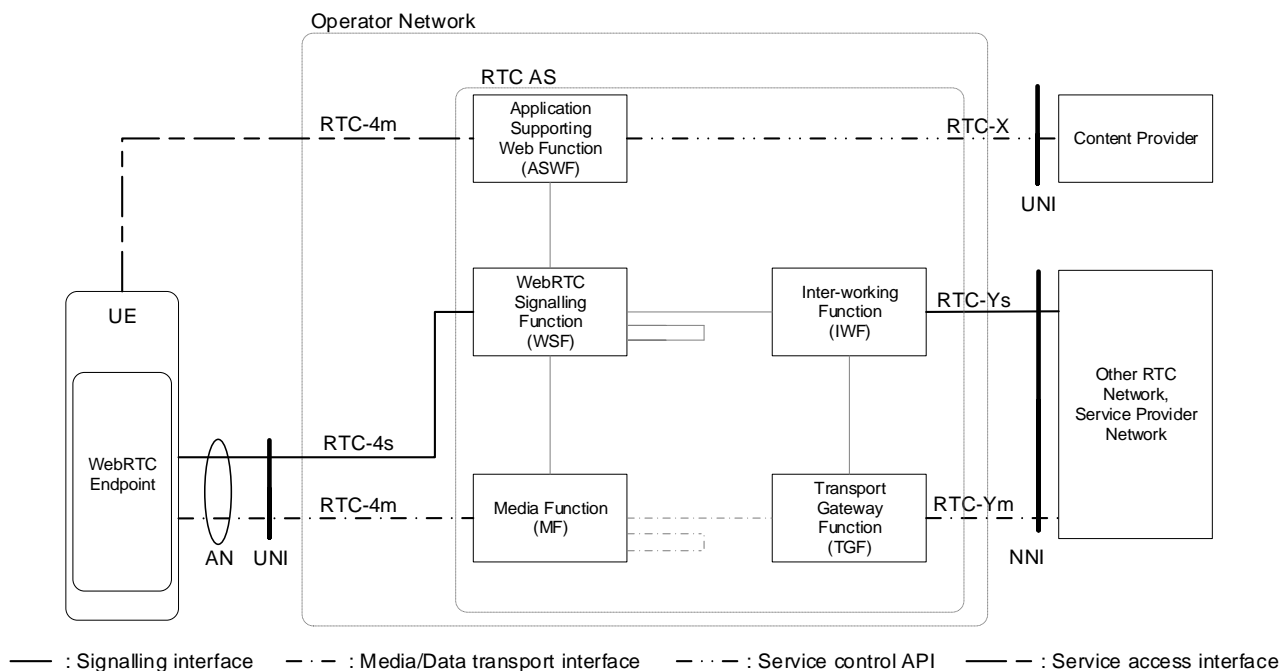 Operator Network
RTC AS
RTC-4m
Application
Supporting
Web Function
(ASWF)
RTC-X
Content Provider
UNI
UE
WebRTC
Signalling
Function
(WSF)
Inter-working
Function
(IWF)
RTC-Ys
Other RTC
Network,
Service Provider
Network
WebRTC
Endpoint
RTC-4s
RTC-4m
AN
UNI
Media Function
(MF)
Transport
Gateway
Function
(TGF)
RTC-Ym
NNI
: Signalling interface
: Media/Data transport interface
: Service control API
: Service access interface